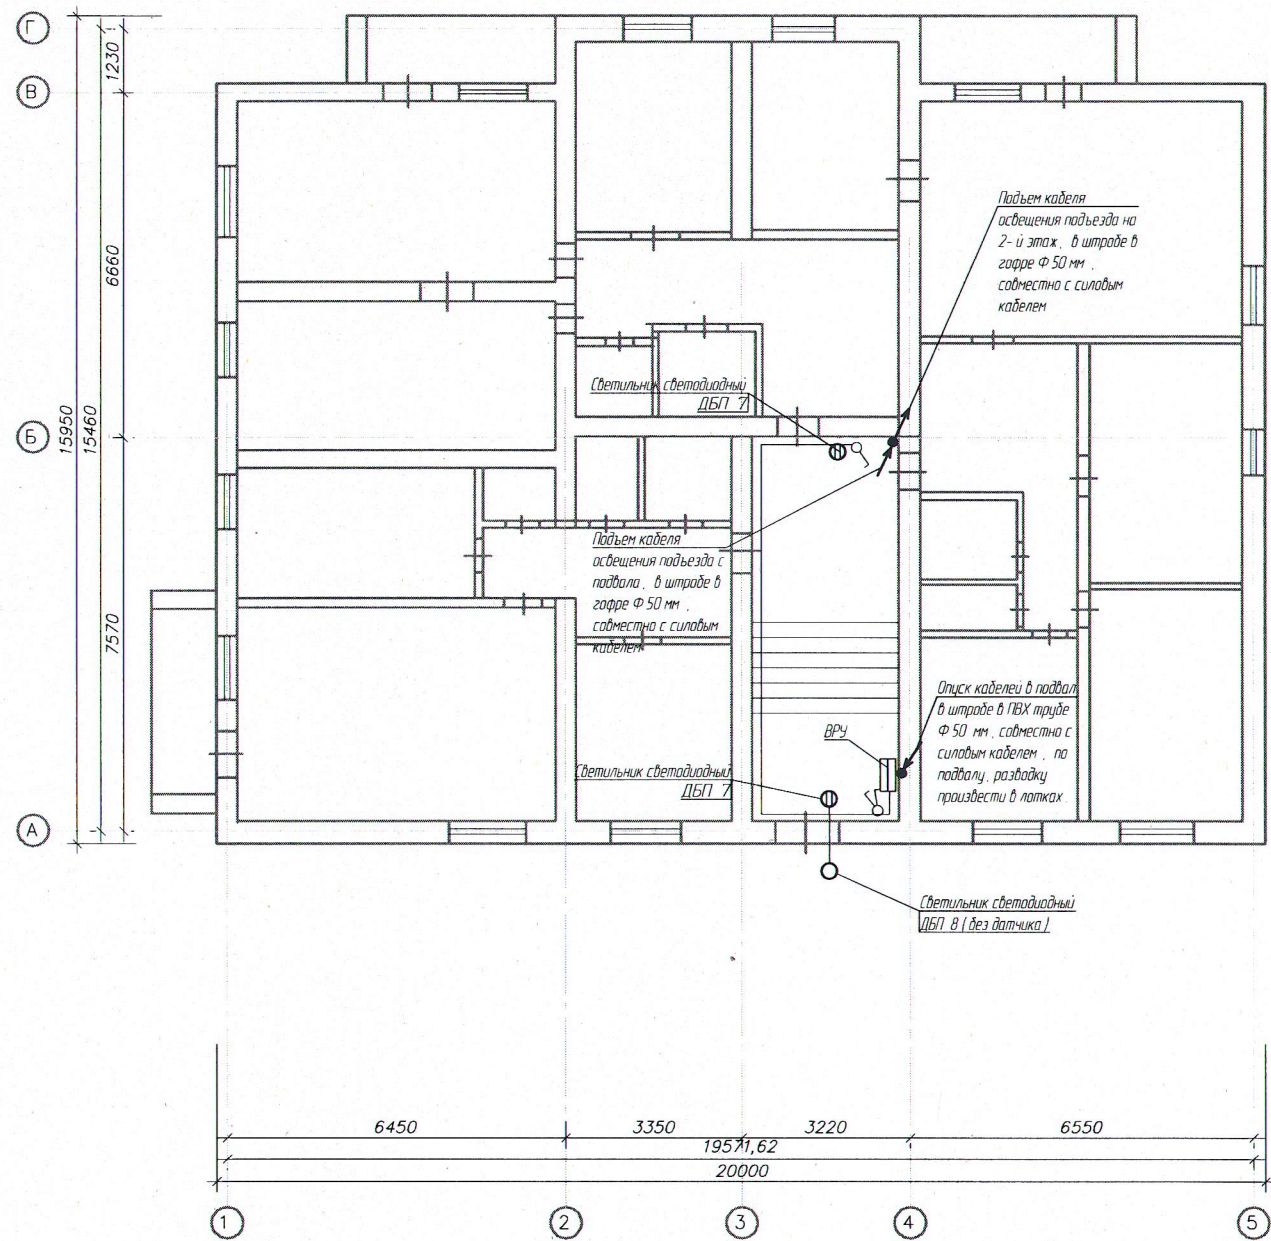 Г
1230
В
Подъем кабеля
освещения подъезда на
2- й этаж, в штробе в
гофре Ф 50 мм ,
совместно с силовым
кабелем
6660
Светильник светодиодный
ДБП 7
15950
15460
Б
Подъем кабеля
освещения подъезда с
подвала, в штробе в
гофре Ф 50 мм ,
совместно с силовым
кабелем
7570
Опуск кабелей в подвал
в штробе в ПВХ трубе
Ф 50 мм, совместно с
силовым кабелем , по
подвалу, разводку
произвести в лотках.
ВРУ
Светильник светодиодный
ДБП 7
А
Светильник светодиодный
ДБП 8 (без датчика)
6450
3350
3220
6550
19571,62
20000
1
2
3
4
5